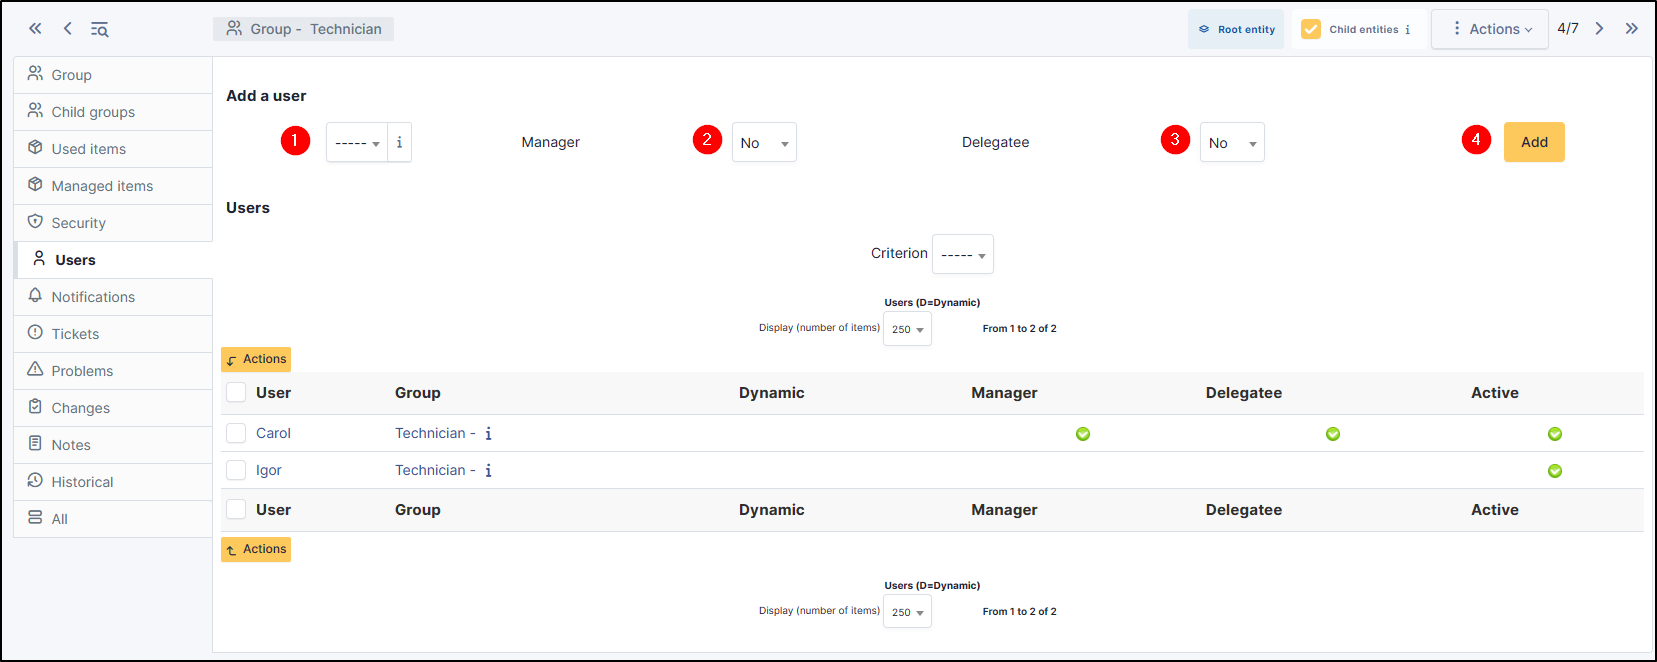 Group - Technician
Root entity
Child entities i
Actions
4/7
Group
Child groups
Used items
Managed items
Security
Users
Notifications
Tickets
Problems
Changes
Notes
Historical
All
Add a user
1 ----- i Manager 2 No Delegatee 3 No 4 Add
Users
Criterion -----
Users (D=Dynamic)
Display (number of items) 250 From 1 to 2 of 2
Actions
User Group Dynamic Manager Delegatee Active
Carol Technician - i
Igor Technician - i
User Group Dynamic Manager Delegatee Active
Actions
Users (D=Dynamic)
Display (number of items) 250 From 1 to 2 of 2